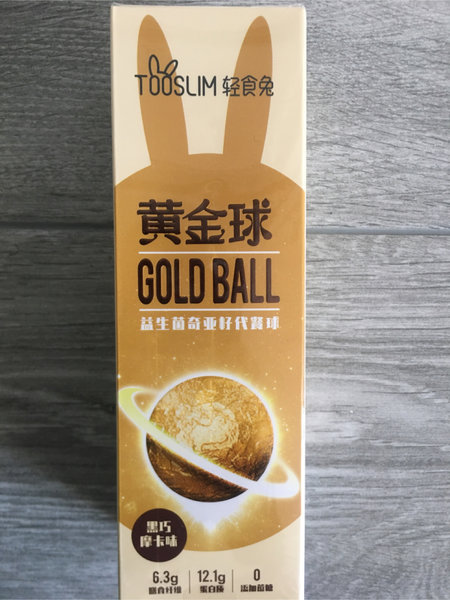 TOOSLIM 轻食兔
黄金球
GOLD BALL
益生菌奇亚籽代餐球
黑巧
摩卡味
6.3g 12.1g 0
膳食纤维 蛋白质 添加蔗糖